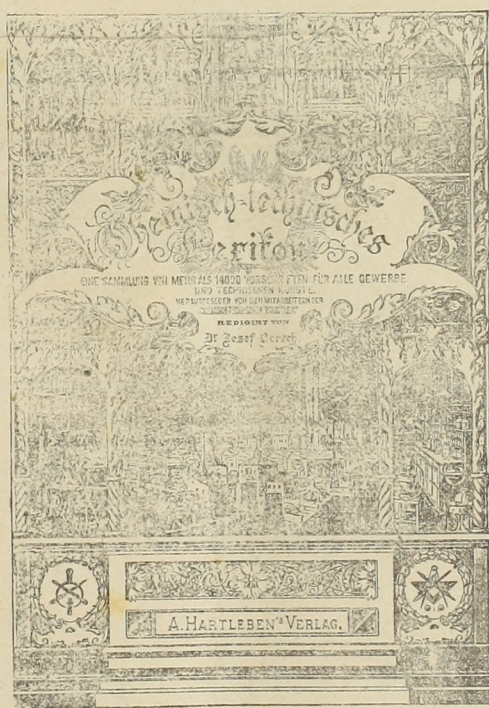 Chemisch-technisches
Lexikon
EINE SAMMLUNG VON MEHR ALS VORSCHRIFTEN FÜR ALLE GEWERBE
UND TECHNISCHEN KÜNSTE.
HERAUSGEGEBEN VON DEN MITARBEITERN DER
REDIGIRT VON
Dr Josef Bersch
A. HARTLEBEN'S VERLAG.